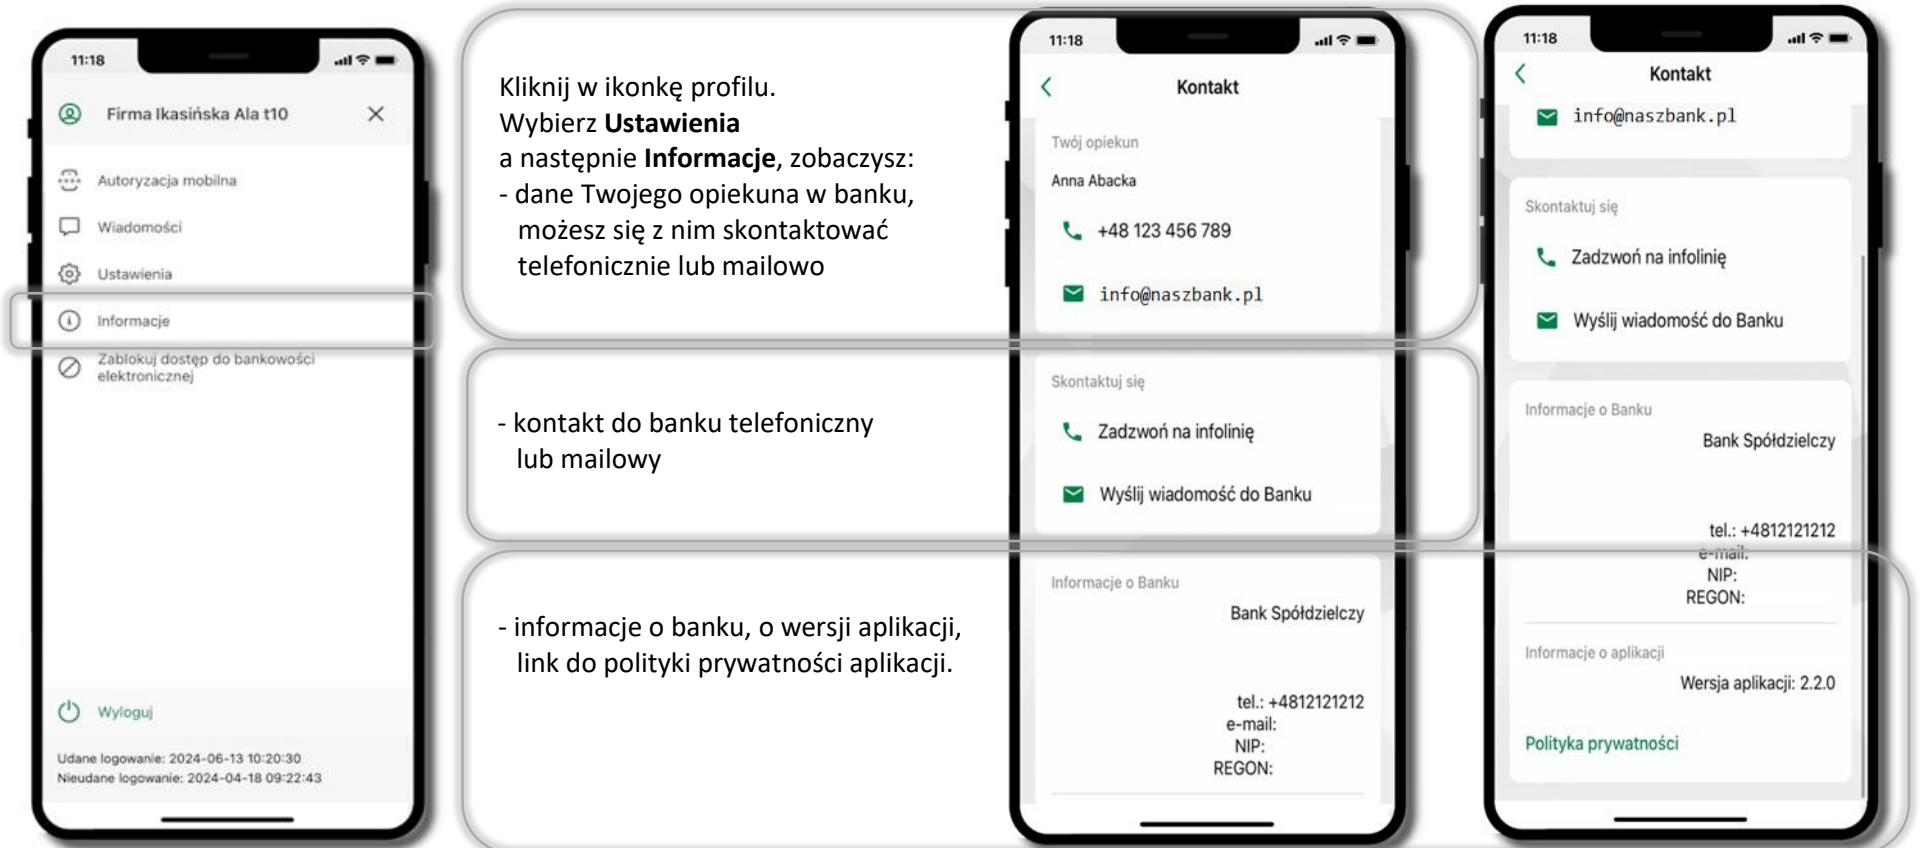 11:18
Firma Ikasińska Ala t10
Autoryzacja mobilna
Wiadomości
Ustawienia
Informacje
Zablokuj dostęp do bankowości
elektronicznej
Wyloguj
Udane logowanie: 2024-06-13 10:20:30
Nieudane logowanie: 2024-04-18 09:22:43
Kliknij w ikonkę profilu.
Wybierz Ustawienia
a następnie Informacje, zobaczysz:
- dane Twojego opiekuna w banku,
możesz się z nim skontaktować
telefonicznie lub mailowo
- kontakt do banku telefoniczny
lub mailowy
- informacje o banku, o wersji aplikacji,
link do polityki prywatności aplikacji.
11:18
Kontakt
Twój opiekun
Anna Abacka
+48 123 456 789
info@naszbank.pl
Skontaktuj się
Zadzwoń na infolinię
Wyślij wiadomość do Banku
Informacje o Banku
Bank Spółdzielczy
tel.: +4812121212
e-mail:
NIP:
REGON:
11:18
Kontakt
info@naszbank.pl
Skontaktuj się
Zadzwoń na infolinię
Wyślij wiadomość do Banku
Informacje o Banku
Bank Spółdzielczy
tel.: +4812121212
e-mail:
NIP:
REGON:
Informacje o aplikacji
Wersja aplikacji: 2.2.0
Polityka prywatności